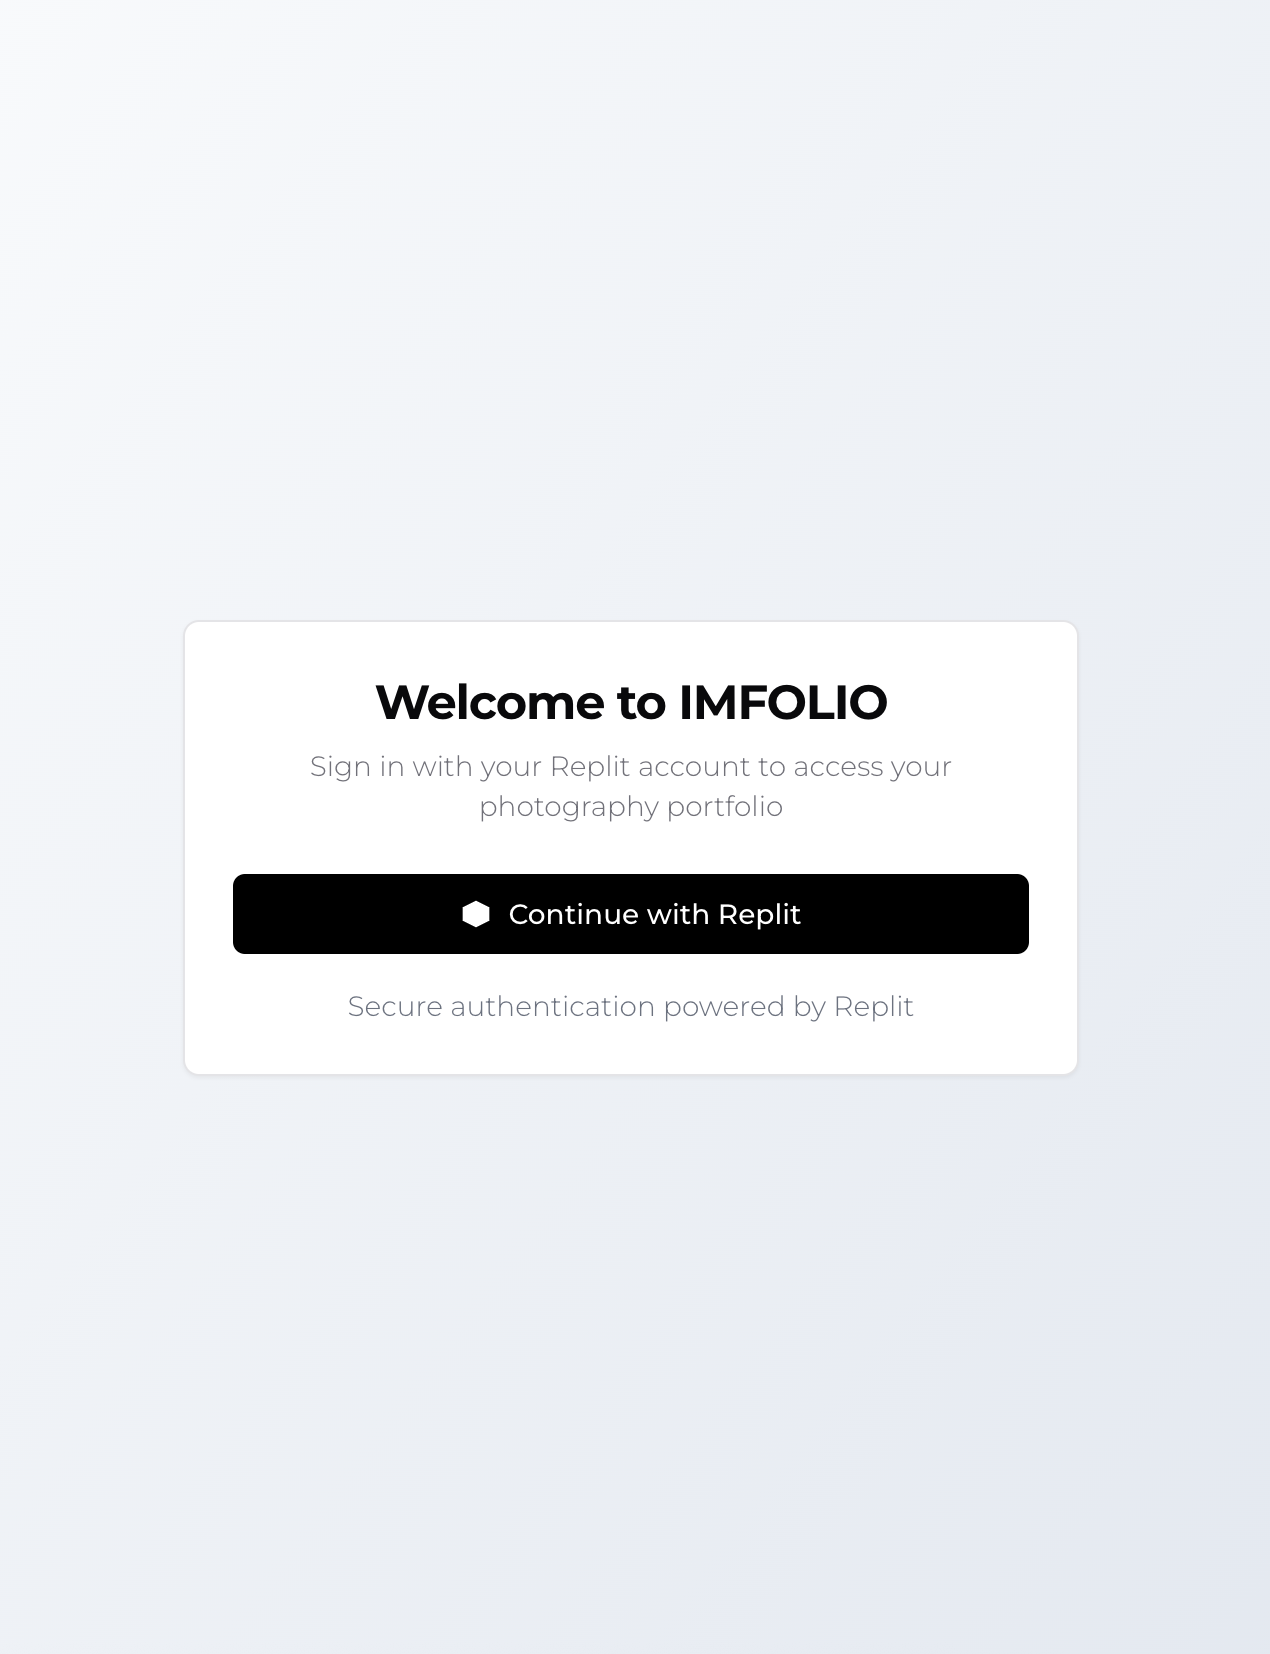 Welcome to IMFOLIO
Sign in with your Replit account to access your
photography portfolio
Continue with Replit
Secure authentication powered by Replit